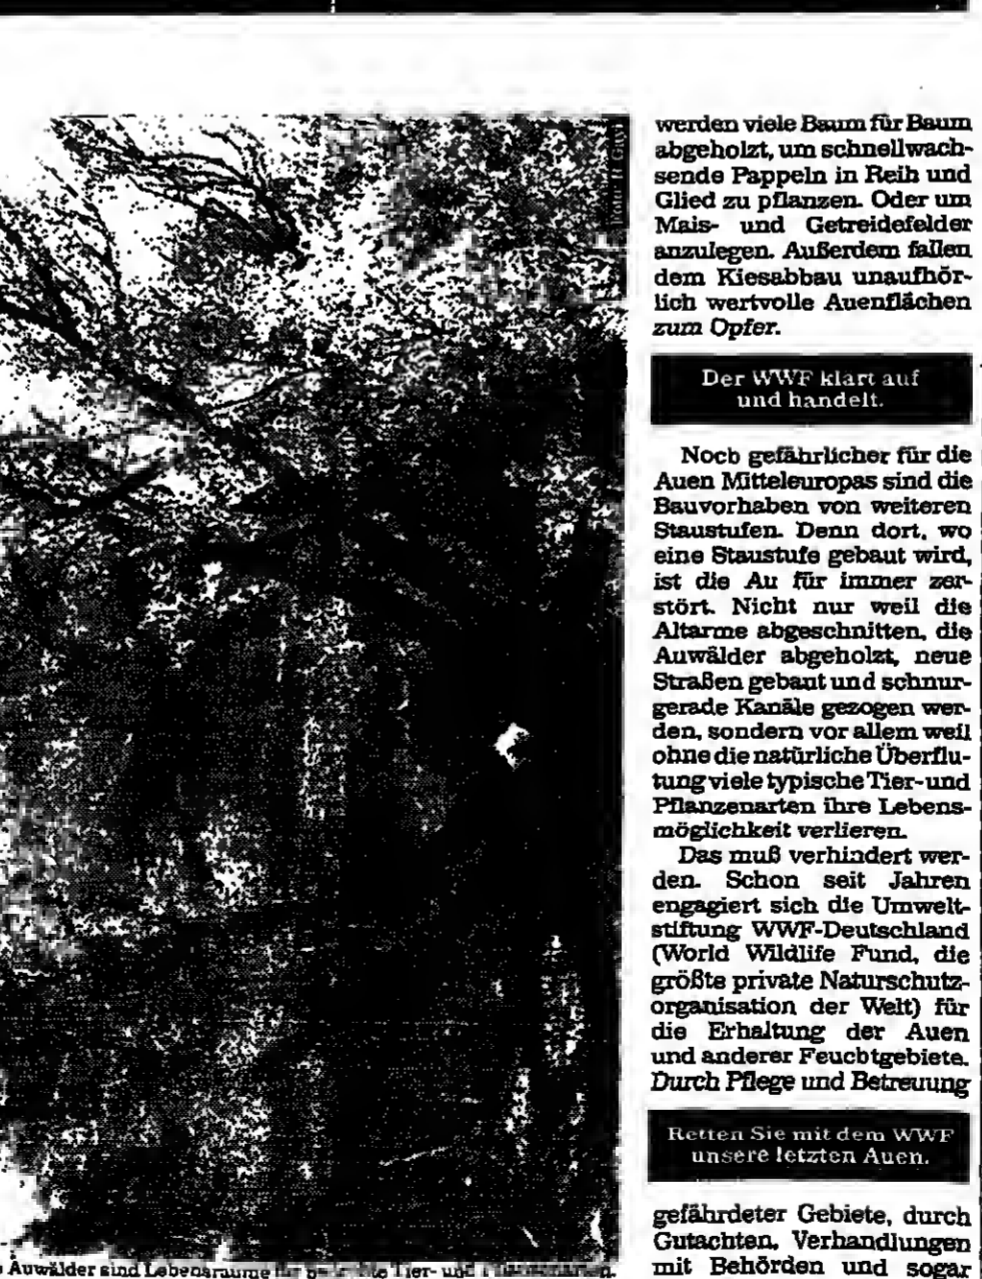 werden viele Baum für Baum
abgeholzt, um schnellwach-
sende Pappeln in Reih und
Glied zu pflanzen. Oder um
Mais- und Getreidefelder
anzulegen. Außerdem fallen
dem Kiesabbau unaufhör-
lich wertvolle Auenflächen
zum Opfer.
Der WWF klärt auf
und handelt.
Noch gefährlicher für die
Auen Mitteleuropas sind die
Bauvorhaben von weiteren
Staustufen. Denn dort, wo
eine Staustufe gebaut wird,
ist die Au für immer zer-
stört. Nicht nur weil die
Altarme abgeschnitten, die
Auwälder abgeholzt, neue
Straßen gebaut und schnur-
gerade Kanäle gezogen wer-
den, sondern vor allem weil
ohne die natürliche Überflu-
tung viele typische Tier- und
Pflanzenarten ihre Lebens-
möglichkeit verlieren.
Das muß verhindert wer-
den. Schon seit Jahren
engagiert sich die Umwelt-
stiftung WWF-Deutschland
(World Wildlife Fund, die
größte private Naturschutz-
organisation der Welt) für
die Erhaltung der Auen
und anderer Feuchtgebiete.
Durch Pflege und Betreuung
Retten Sie mit dem WWF
unsere letzten Auen.
gefährdeter Gebiete, durch
Gutachten, Verhandlungen
mit Behörden und sogar
Auwälder sind Lebensräume für Tier- und